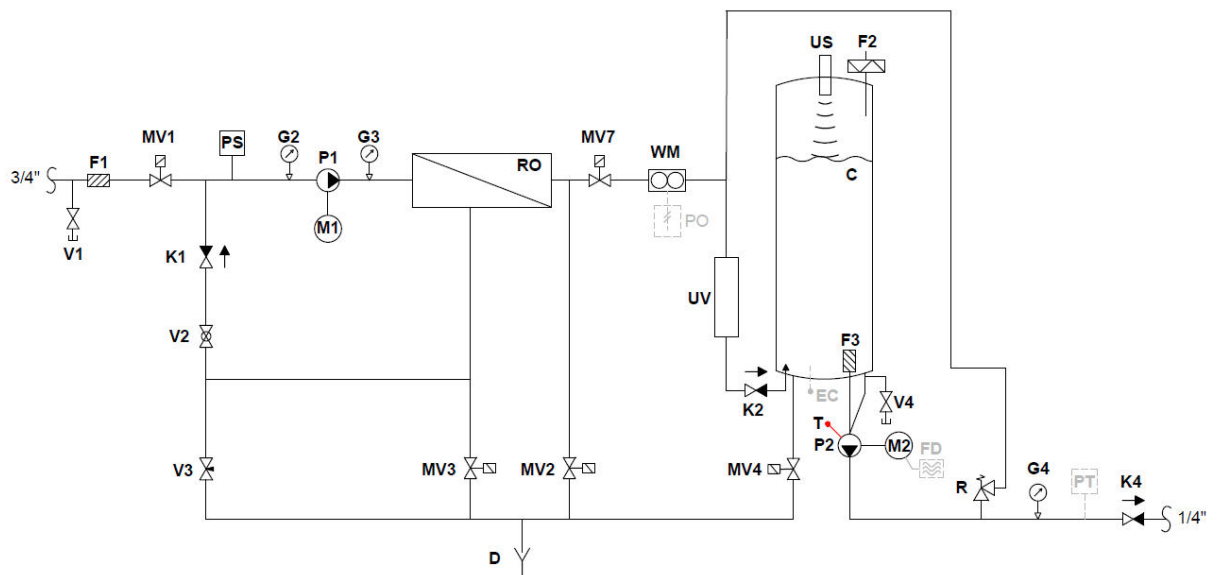 US F2
MV1 PS G2 P1 G3 RO MV7 WM
3/4" F1
C
V1 M1 PO
K1
UV
V2 F3
EC
K2 V4
T
P2 M2 FD
V3 MV3 MV2 MV4 R G4 PT K4
1/4"
D